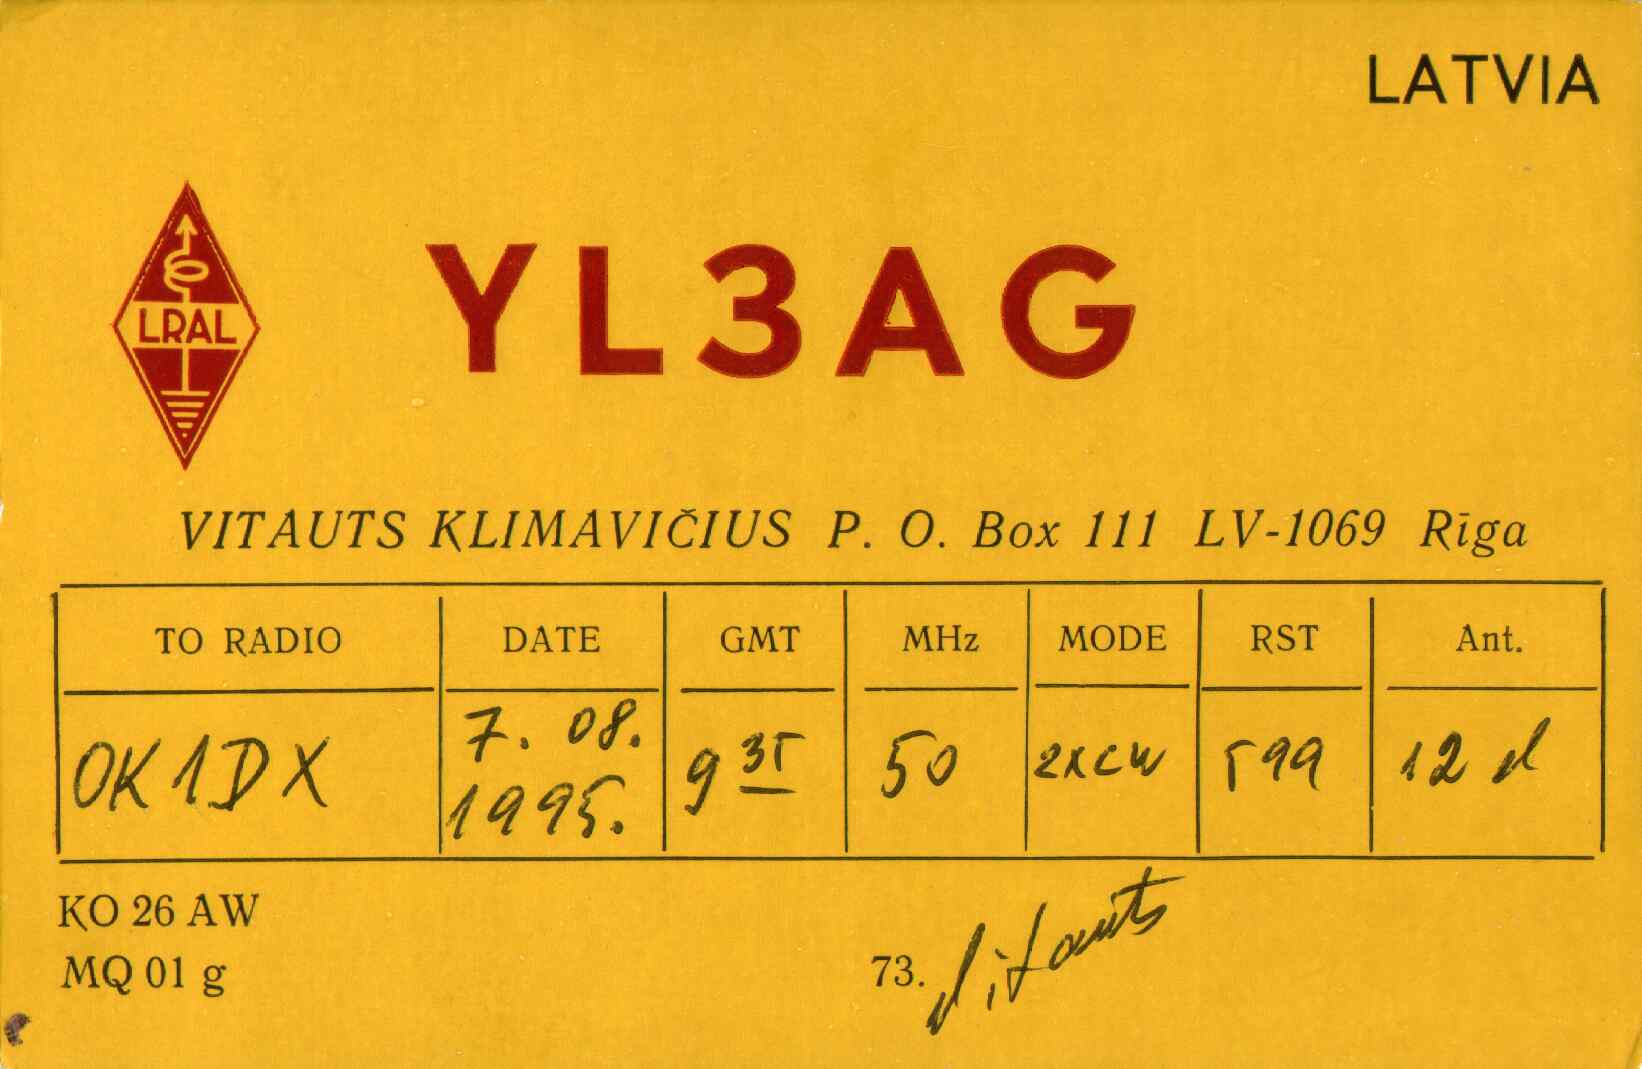 LATVIA
LRAL
YL3AG
VITAUTS KLIMAVIČIUS P. O. Box 111 LV-1069 Rīga
TO RADIO DATE GMT MHz MODE RST Ant.
OK1DX 7. 08. 1995. 9 35 50 2xcw 599 12 el
KO 26 AW
MQ 01 g
73. Vitauts